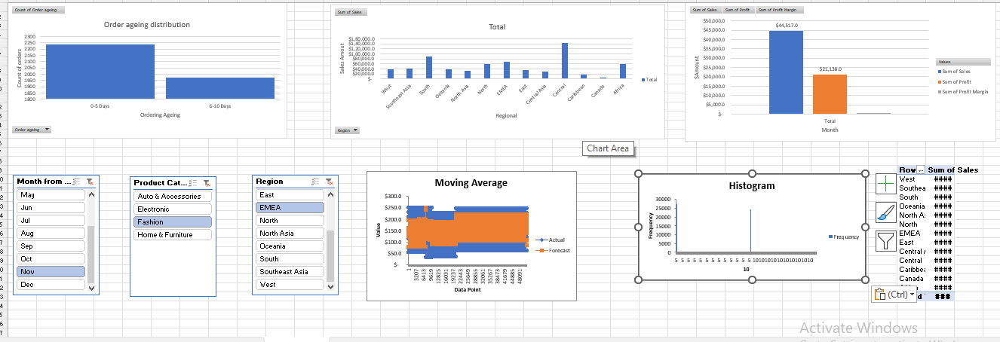 Count of Order ageing
Order ageing distribution
Count of orders
2300
2250
2200
2150
2100
2050
2000
1950
1900
1850
1800
0-5 Days
6-10 Days
Ordering Ageing
Order ageing
Sum of Sales
Total
Sales Amout
$1,60,000.0
$1,40,000.0
$1,20,000.0
$1,00,000.0
$80,000.0
$60,000.0
$40,000.0
$20,000.0
$-
West
Southeast Asia
South
Oceania
North Asia
North
EMEA
East
Central Asia
Central
Caribbean
Canada
Africa
Total
Regional
Region
Sum of Sales
Sum of Profit
Sum of Profit Margin
$Amount
$50,000.0
$45,000.0
$40,000.0
$35,000.0
$30,000.0
$25,000.0
$20,000.0
$15,000.0
$10,000.0
$5,000.0
$-
$44,517.0
$21,138.0
Total
Month
Values
Sum of Sales
Sum of Profit
Sum of Profit Margin
Chart Area
Month from ...
May
Jun
Jul
Aug
Sep
Oct
Nov
Dec
Product Cat...
Auto & Accessories
Electronic
Fashion
Home & Furniture
Region
East
EMEA
North
North Asia
Oceania
South
Southeast Asia
West
Moving Average
Value
$300.0
$250.0
$200.0
$150.0
$100.0
$50.0
$-
1
3207
6413
9619
12825
16031
19237
22443
25649
28855
32061
35267
38473
41679
44885
48091
Data Point
Actual
Forecast
Histogram
Frequency
30000
25000
20000
15000
10000
5000
0
5 5 5 5 5 5 5 5 5 5 5 5 1010101010101010101010
10
Frequency
Row
Sum of Sales
West ####
Southea ####
South ####
Oceania ####
North A: ####
North ####
EMEA ####
East ####
Central ####
Central ####
Caribbe ####
Canada ####
####
d ###
(Ctrl)
Activate Windows